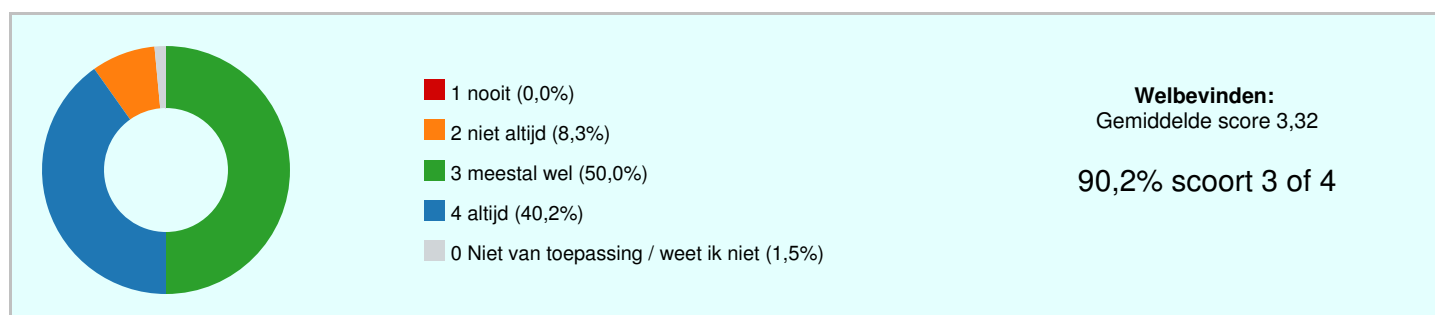 1 nooit (0,0%)
2 niet altijd (8,3%)
3 meestal wel (50,0%)
4 altijd (40,2%)
0 Niet van toepassing / weet ik niet (1,5%)
Welbevinden:
Gemiddelde score 3,32
90,2% scoort 3 of 4